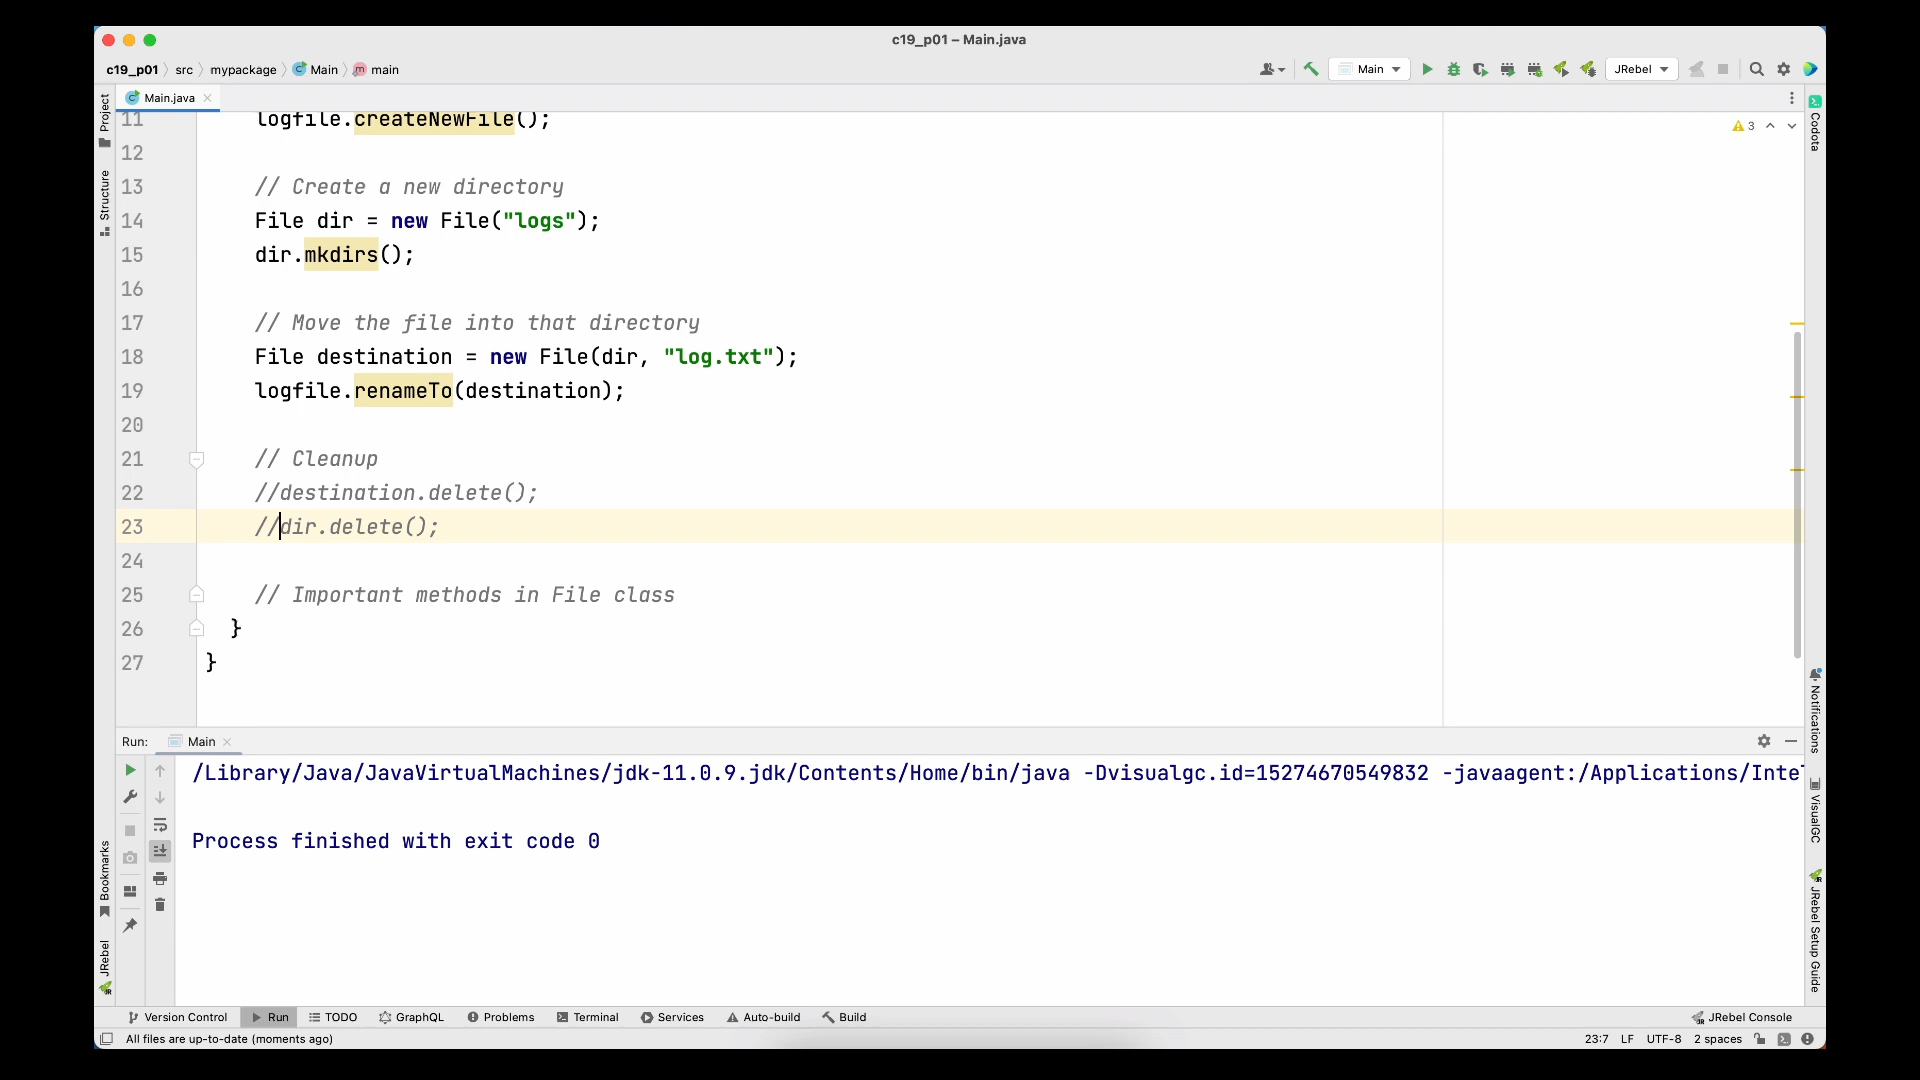 c19_p01 – Main.java
c19_p01 src mypackage Main main
Main JRebel
Main.java
Project
Structure
Bookmarks
JRebel
3
Codota
Notifications
VisualGC
JRebel Setup Guide
11 logfile.createNewFile();
12
13 // Create a new directory
14 File dir = new File("logs");
15 dir.mkdirs();
16
17 // Move the file into that directory
18 File destination = new File(dir, "log.txt");
19 logfile.renameTo(destination);
20
21 // Cleanup
22 //destination.delete();
23 //dir.delete();
24
25 // Important methods in File class
26 }
27 }
Run: Main
/Library/Java/JavaVirtualMachines/jdk-11.0.9.jdk/Contents/Home/bin/java -Dvisualgc.id=15274670549832 -javaagent:/Applications/Inte
Process finished with exit code 0
Version Control Run TODO GraphQL Problems Terminal Services Auto-build Build JRebel Console
All files are up-to-date (moments ago) 23:7 LF UTF-8 2 spaces